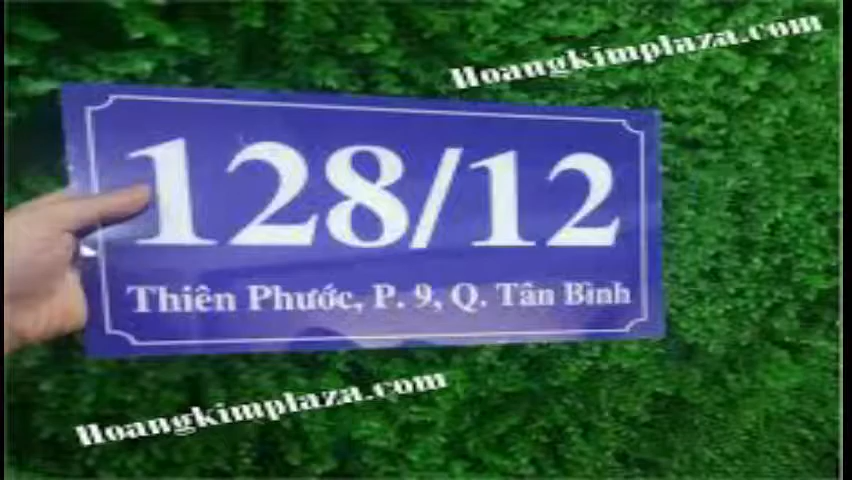 Hoangkimplaza.com
128/12
Thiên Phước, P. 9, Q. Tân Bình
Hoangkimplaza.com